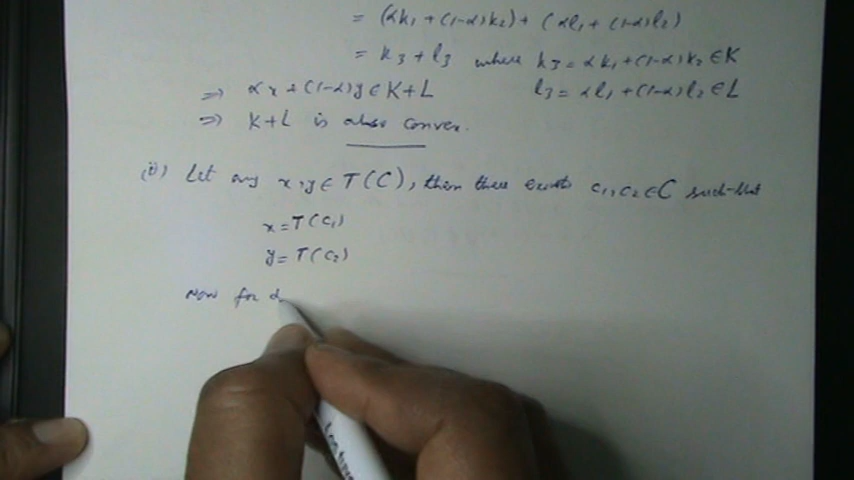 = (αk₁ + (1-α)k₂) + (αl₁ + (1-α)l₂)
= k₃ + l₃ where k₃ = αk₁ + (1-α)k₂ ∈ K
⇒ αx + (1-α)y ∈ K+L l₃ = αl₁ + (1-α)l₂ ∈ L
⇒ K+L is also convex.
(ii) Let any x, y ∈ T(C), then there exists c₁, c₂ ∈ C such that
x = T(c₁)
y = T(c₂)
Now for α